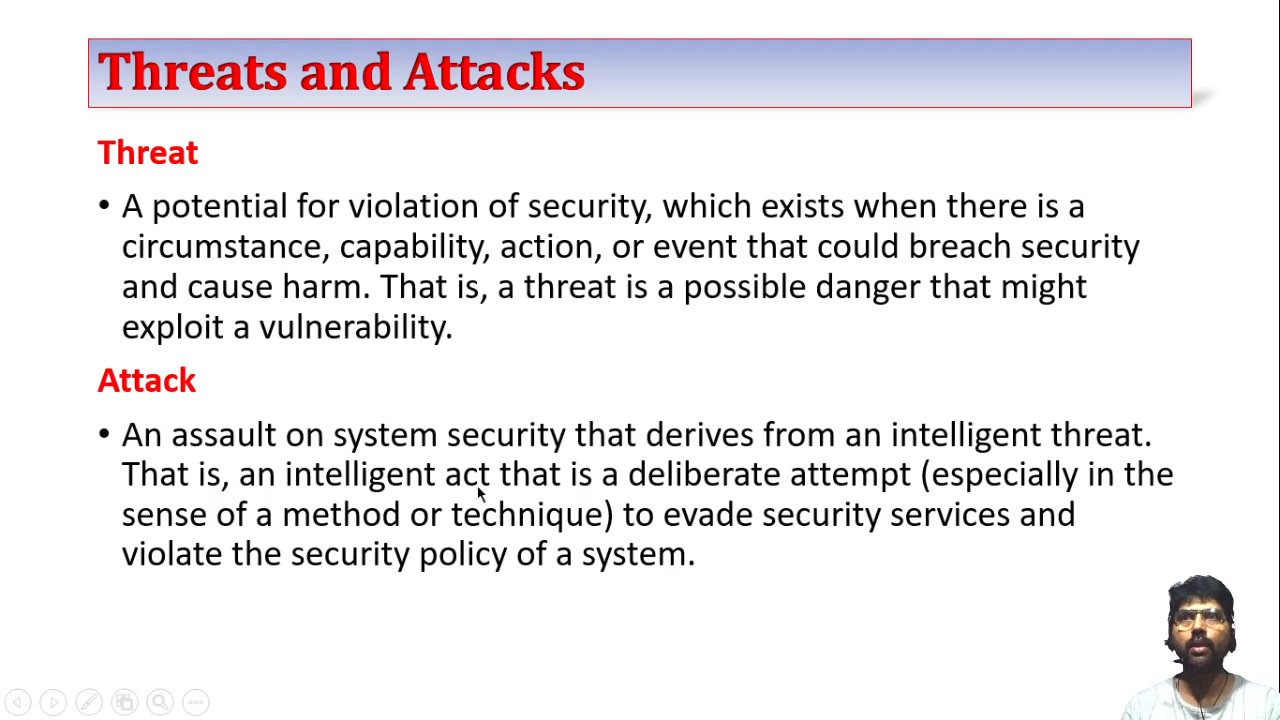 Threats and Attacks
Threat
• A potential for violation of security, which exists when there is a
circumstance, capability, action, or event that could breach security
and cause harm. That is, a threat is a possible danger that might
exploit a vulnerability.
Attack
• An assault on system security that derives from an intelligent threat.
That is, an intelligent act that is a deliberate attempt (especially in the
sense of a method or technique) to evade security services and
violate the security policy of a system.